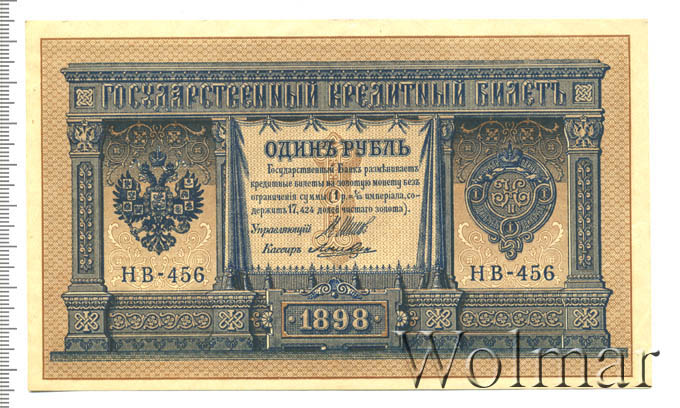 ГОСУДАРСТВЕННЫЙ КРЕДИТНЫЙ БИЛЕТЪ
ОДИНЪ РУБЛЬ
Государственный Банкъ размѣниваетъ
кредитные билеты на золотую монету безъ
ограниченія суммы (1 р. = 1/15 имперіала, со-
держитъ 17,424 долей чистаго золота).
Управляющій
Кассиръ
НВ-456
НВ-456
1898
Wolmar